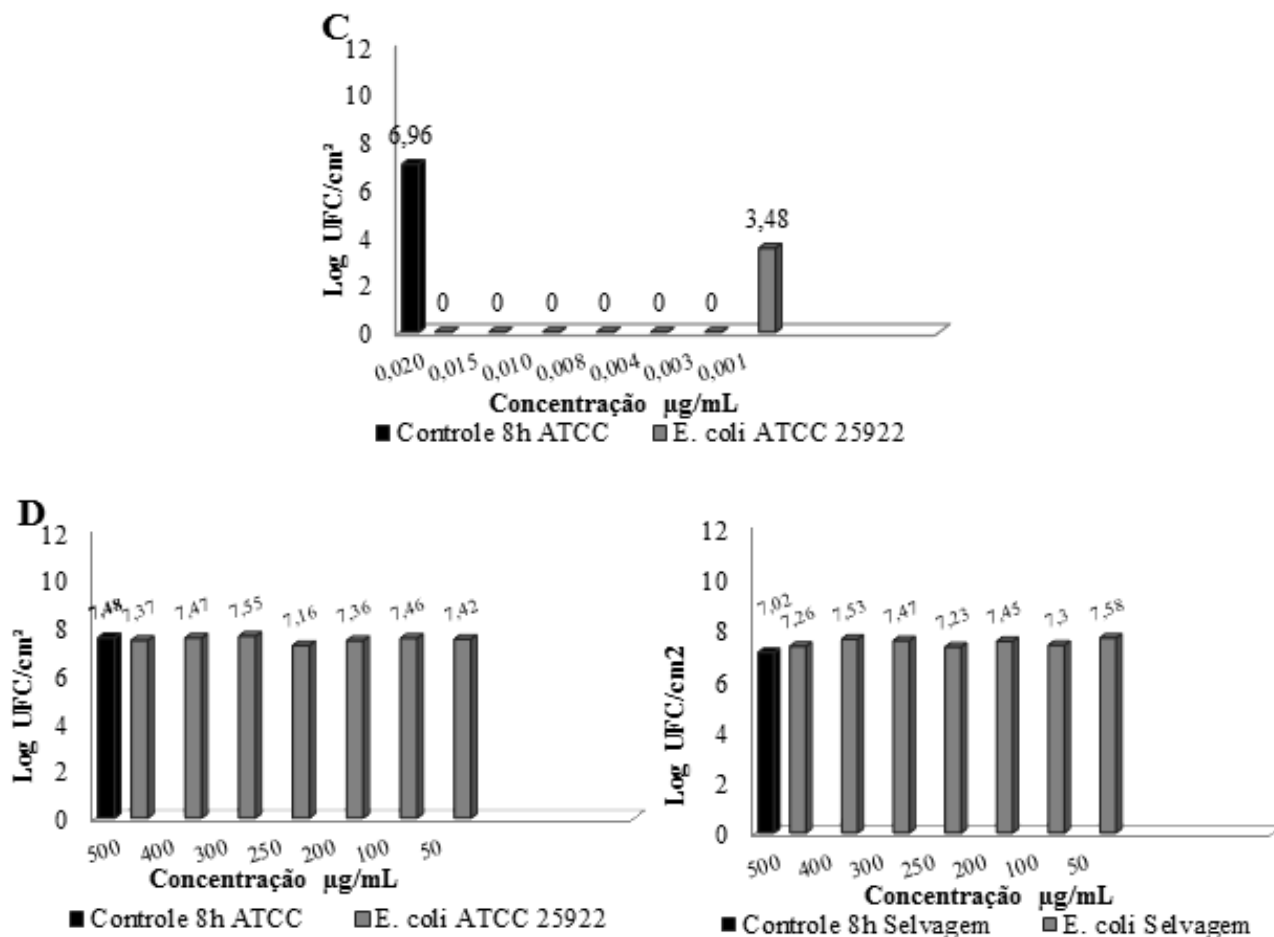 C
12
10
8
6
4
2
0
Log UFC/cm²
6,96
0 0 0 0 0 0
3,48
0,020 0,015 0,010 0,008 0,004 0,003 0,001
Concentração µg/mL
Controle 8h ATCC E. coli ATCC 25922
D
12
10
8
6
4
2
0
Log UFC/cm²
7,48 7,37 7,47 7,55 7,16 7,36 7,46 7,42
500 400 300 250 200 100 50
Concentração µg/mL
Controle 8h ATCC E. coli ATCC 25922
12
10
8
6
4
2
0
Log UFC/cm2
7,02 7,26 7,53 7,47 7,23 7,45 7,3 7,58
500 400 300 250 200 100 50
Concentração µg/mL
Controle 8h Selvagem E. coli Selvagem